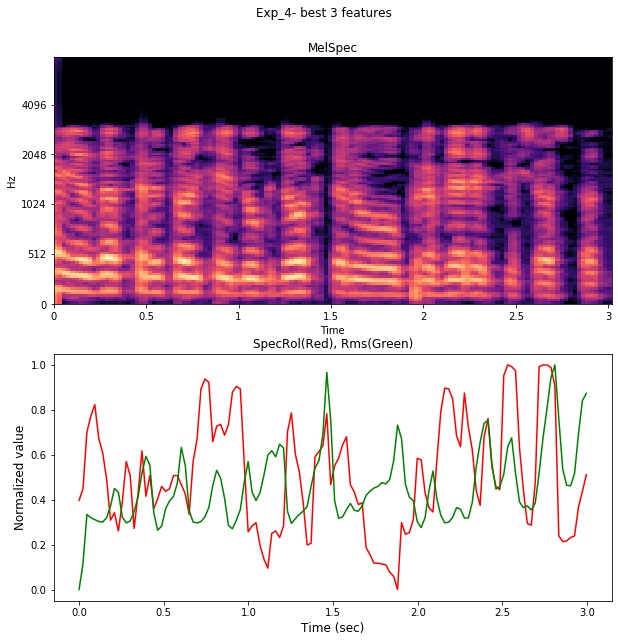 Exp_4- best 3 features
MelSpec
4096
2048
1024
512
0
Hz
0 0.5 1 1.5 2 2.5 3
Time
SpecRol(Red), Rms(Green)
1.0
0.8
0.6
0.4
0.2
0.0
Normalized value
0.0 0.5 1.0 1.5 2.0 2.5 3.0
Time (sec)